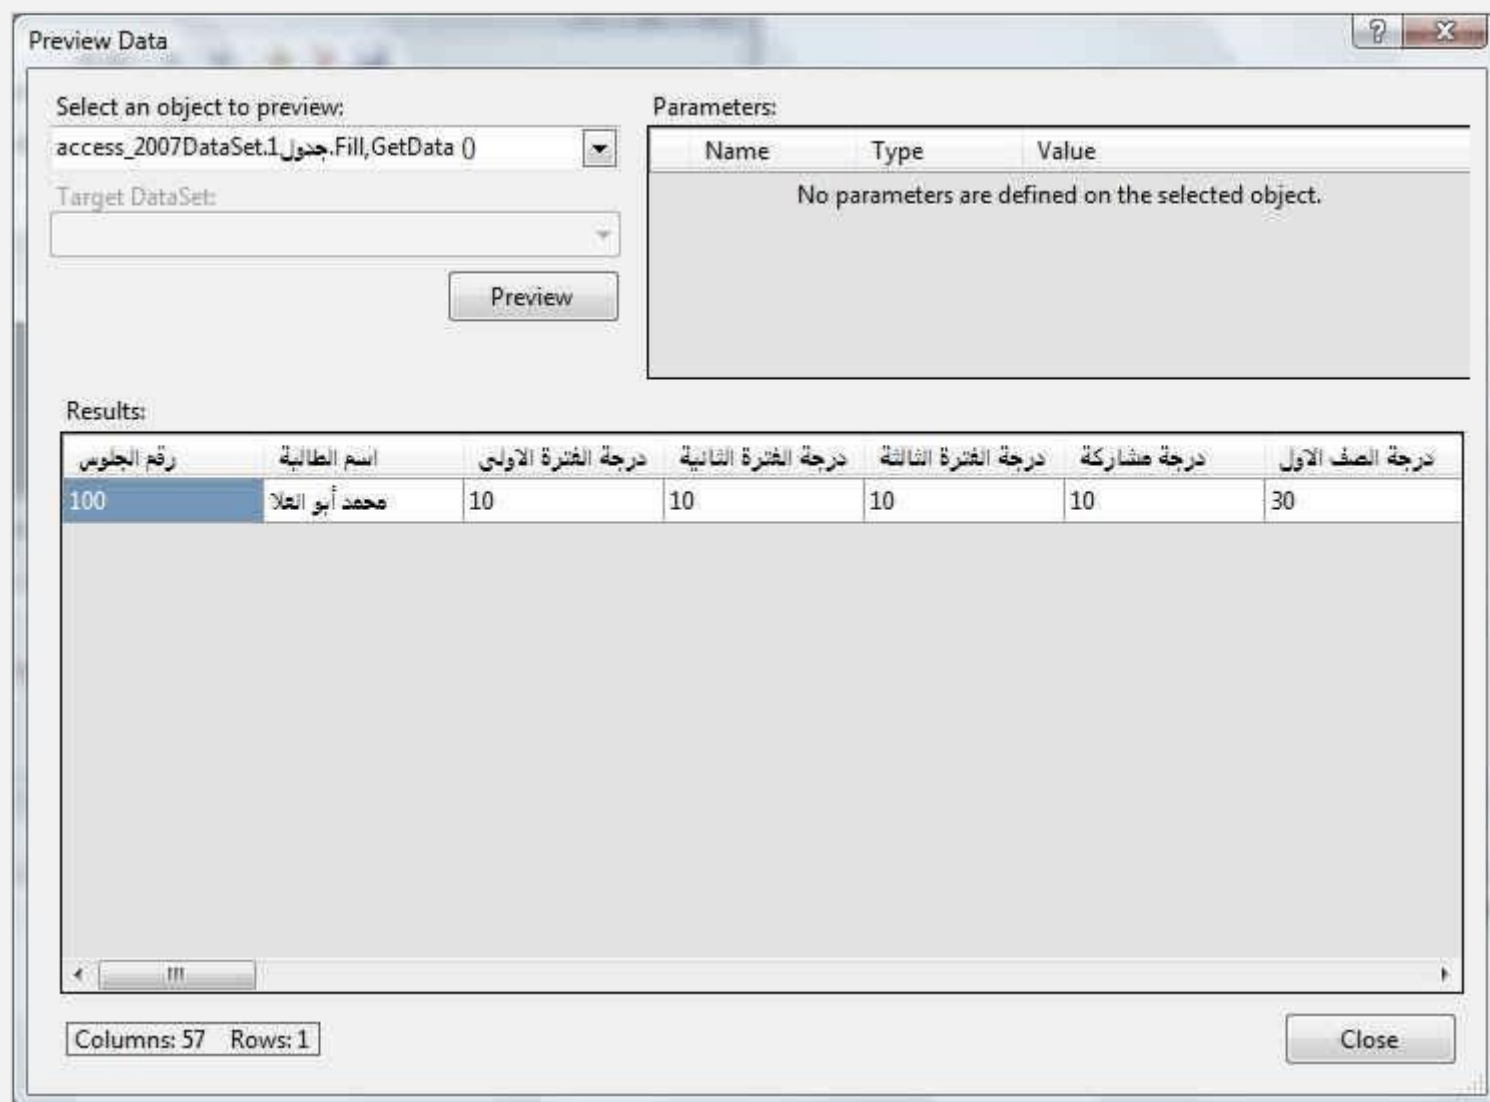 Preview Data
Select an object to preview:
access_2007DataSet.جدول1.Fill,GetData ()
Target DataSet:
Preview
Parameters:
Name Type Value
No parameters are defined on the selected object.
Results:
رقم الجلوس اسم الطالبة درجة الفترة الاولى درجة الفترة الثانية درجة الفترة الثالثة درجة مشاركة درجة الصف الاول
100 محمد أبو العلا 10 10 10 10 30
Columns: 57 Rows: 1
Close